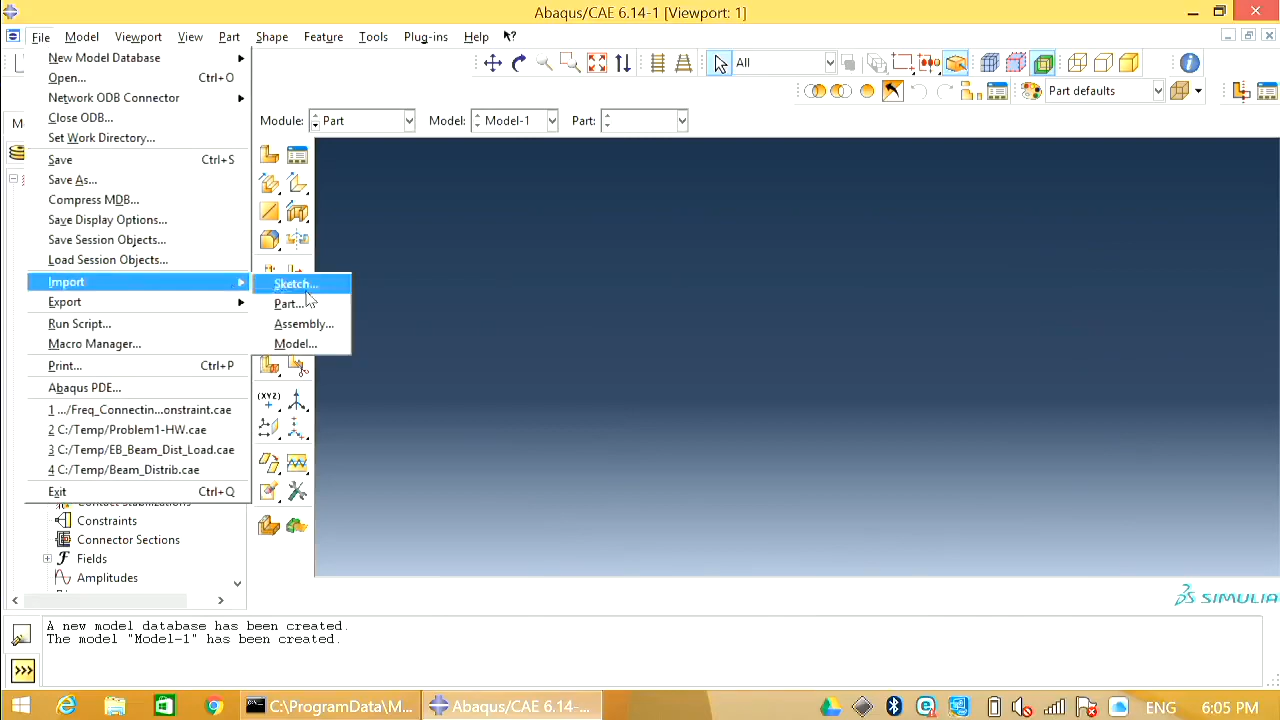 Abaqus/CAE 6.14-1 [Viewport: 1]
File Model Viewport View Part Shape Feature Tools Plug-ins Help
New Model Database
Open... Ctrl+O
Network ODB Connector
Close ODB...
Set Work Directory...
Save Ctrl+S
Save As...
Compress MDB...
Save Display Options...
Save Session Objects...
Load Session Objects...
Import
Export
Run Script...
Macro Manager...
Print... Ctrl+P
Abaqus PDE...
1 .../Freq_Connectin...onstraint.cae
2 C:/Temp/Problem1-HW.cae
3 C:/Temp/EB_Beam_Dist_Load.cae
4 C:/Temp/Beam_Distrib.cae
Exit Ctrl+Q
Sketch...
Part...
Assembly...
Model...
All
Part defaults
Module: Part Model: Model-1 Part:
(XYZ)
Constraints
Connector Sections
Fields
Amplitudes
SIMULIA
A new model database has been created.
The model "Model-1" has been created.
>>>
C:\ProgramData\M...
Abaqus/CAE 6.14-...
ENG 6:05 PM